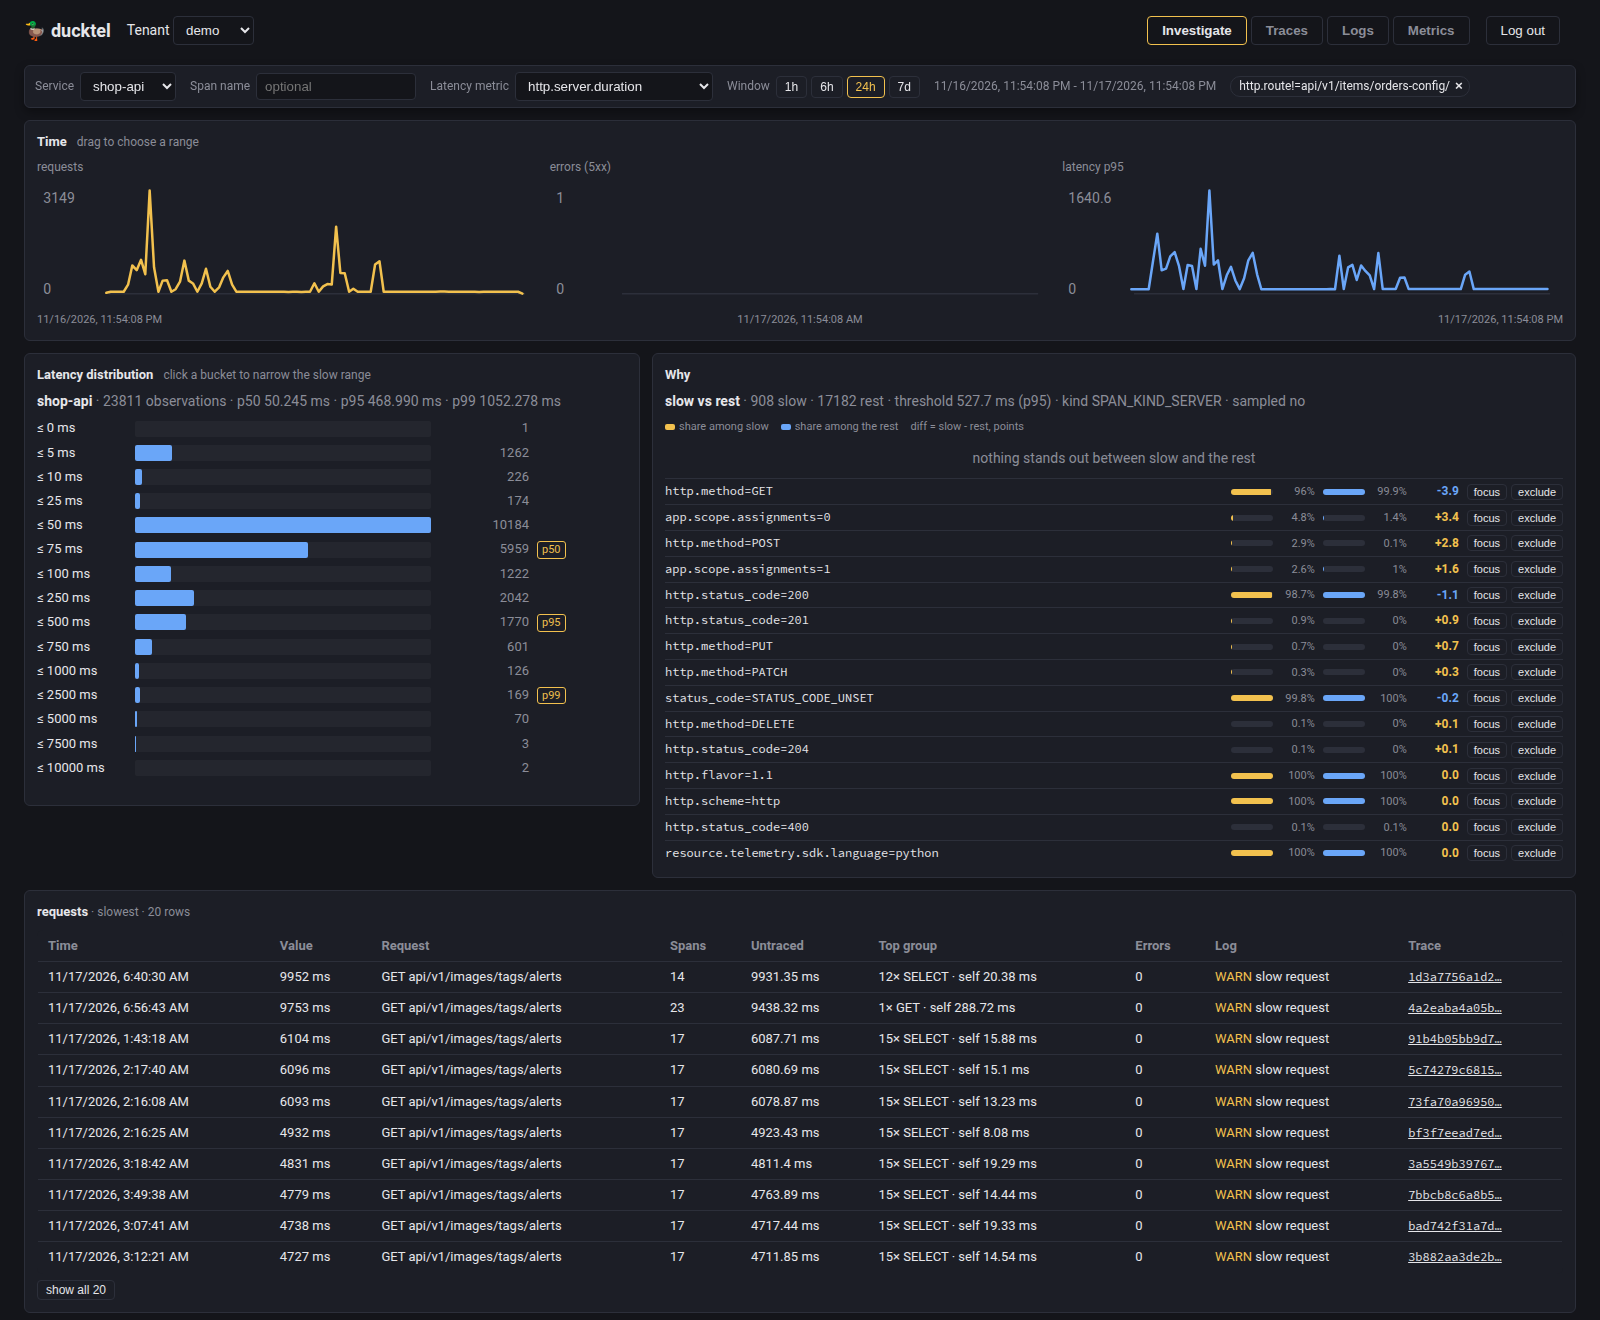 ducktel Tenant demo Investigate Traces Logs Metrics Log out
Service shop-api Span name optional Latency metric http.server.duration Window 1h 6h 24h 7d 11/16/2026, 11:54:08 PM - 11/17/2026, 11:54:08 PM http.route!=api/v1/items/orders-config/ ×
Time drag to choose a range
requests errors (5xx) latency p95
3149 1 1640.6
0 0 0
11/16/2026, 11:54:08 PM 11/17/2026, 11:54:08 AM 11/17/2026, 11:54:08 PM
Latency distribution click a bucket to narrow the slow range
shop-api · 23811 observations · p50 50.245 ms · p95 468.990 ms · p99 1052.278 ms
≤ 0 ms 1
≤ 5 ms 1262
≤ 10 ms 226
≤ 25 ms 174
≤ 50 ms 10184
≤ 75 ms 5959 p50
≤ 100 ms 1222
≤ 250 ms 2042
≤ 500 ms 1770 p95
≤ 750 ms 601
≤ 1000 ms 126
≤ 2500 ms 169 p99
≤ 5000 ms 70
≤ 7500 ms 3
≤ 10000 ms 2
Why
slow vs rest · 908 slow · 17182 rest · threshold 527.7 ms (p95) · kind SPAN_KIND_SERVER · sampled no
share among slow share among the rest diff = slow - rest, points
nothing stands out between slow and the rest
http.method=GET 96% 99.9% -3.9 focus exclude
app.scope.assignments=0 4.8% 1.4% +3.4 focus exclude
http.method=POST 2.9% 0.1% +2.8 focus exclude
app.scope.assignments=1 2.6% 1% +1.6 focus exclude
http.status_code=200 98.7% 99.8% -1.1 focus exclude
http.status_code=201 0.9% 0% +0.9 focus exclude
http.method=PUT 0.7% 0% +0.7 focus exclude
http.method=PATCH 0.3% 0% +0.3 focus exclude
status_code=STATUS_CODE_UNSET 99.8% 100% -0.2 focus exclude
http.method=DELETE 0.1% 0% +0.1 focus exclude
http.status_code=204 0.1% 0% +0.1 focus exclude
http.flavor=1.1 100% 100% 0.0 focus exclude
http.scheme=http 100% 100% 0.0 focus exclude
http.status_code=400 0.1% 0.1% 0.0 focus exclude
resource.telemetry.sdk.language=python 100% 100% 0.0 focus exclude
requests · slowest · 20 rows
Time Value Request Spans Untraced Top group Errors Log Trace
11/17/2026, 6:40:30 AM 9952 ms GET api/v1/images/tags/alerts 14 9931.35 ms 12× SELECT · self 20.38 ms 0 WARN slow request 1d3a7756a1d2…
11/17/2026, 6:56:43 AM 9753 ms GET api/v1/images/tags/alerts 23 9438.32 ms 1× GET · self 288.72 ms 0 WARN slow request 4a2eaba4a05b…
11/17/2026, 1:43:18 AM 6104 ms GET api/v1/images/tags/alerts 17 6087.71 ms 15× SELECT · self 15.88 ms 0 WARN slow request 91b4b05bb9d7…
11/17/2026, 2:17:40 AM 6096 ms GET api/v1/images/tags/alerts 17 6080.69 ms 15× SELECT · self 15.1 ms 0 WARN slow request 5c74279c6815…
11/17/2026, 2:16:08 AM 6093 ms GET api/v1/images/tags/alerts 17 6078.87 ms 15× SELECT · self 13.23 ms 0 WARN slow request 73fa70a96950…
11/17/2026, 2:16:25 AM 4932 ms GET api/v1/images/tags/alerts 17 4923.43 ms 15× SELECT · self 8.08 ms 0 WARN slow request bf3f7eead7ed…
11/17/2026, 3:18:42 AM 4831 ms GET api/v1/images/tags/alerts 17 4811.4 ms 15× SELECT · self 19.29 ms 0 WARN slow request 3a5549b39767…
11/17/2026, 3:49:38 AM 4779 ms GET api/v1/images/tags/alerts 17 4763.89 ms 15× SELECT · self 14.44 ms 0 WARN slow request 7bbcb8c6a8b5…
11/17/2026, 3:07:41 AM 4738 ms GET api/v1/images/tags/alerts 17 4717.44 ms 15× SELECT · self 19.33 ms 0 WARN slow request bad742f31a7d…
11/17/2026, 3:12:21 AM 4727 ms GET api/v1/images/tags/alerts 17 4711.85 ms 15× SELECT · self 14.54 ms 0 WARN slow request 3b882aa3de2b…
show all 20